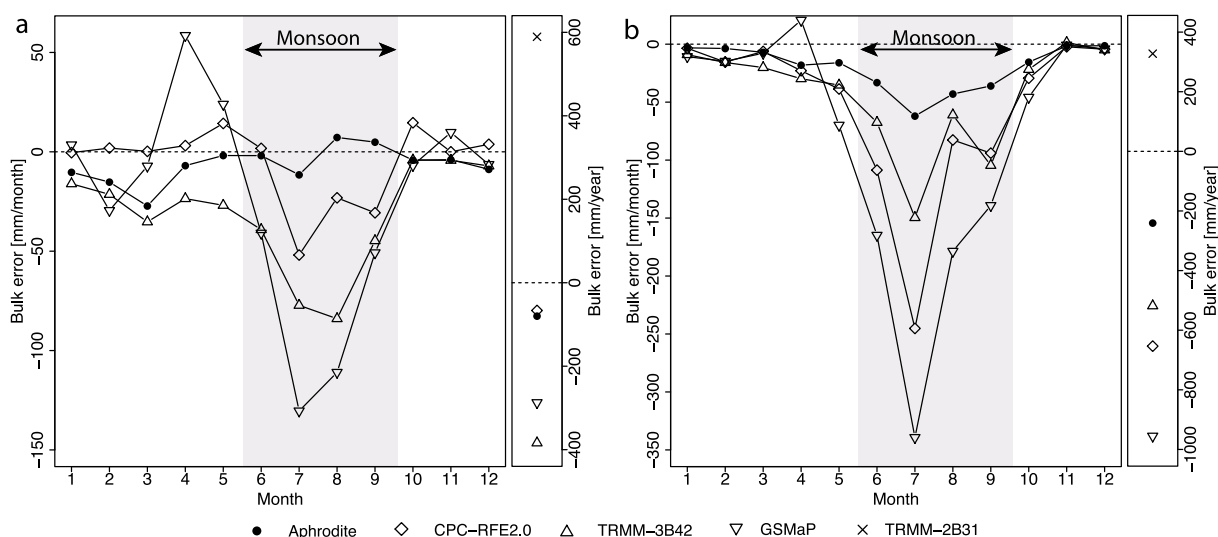 a
Monsoon
Bulk error [mm/month]
50
0
−50
−100
−150
1 2 3 4 5 6 7 8 9 10 11 12
Month
600
400
200
0
−200
−400
Bulk error [mm/year]
b
Monsoon
Bulk error [mm/month]
0
−50
−100
−150
−200
−250
−300
−350
1 2 3 4 5 6 7 8 9 10 11 12
Month
400
200
0
−200
−400
−600
−800
−1000
Bulk error [mm/year]
Aphrodite CPC−RFE2.0 TRMM−3B42 GSMaP TRMM−2B31